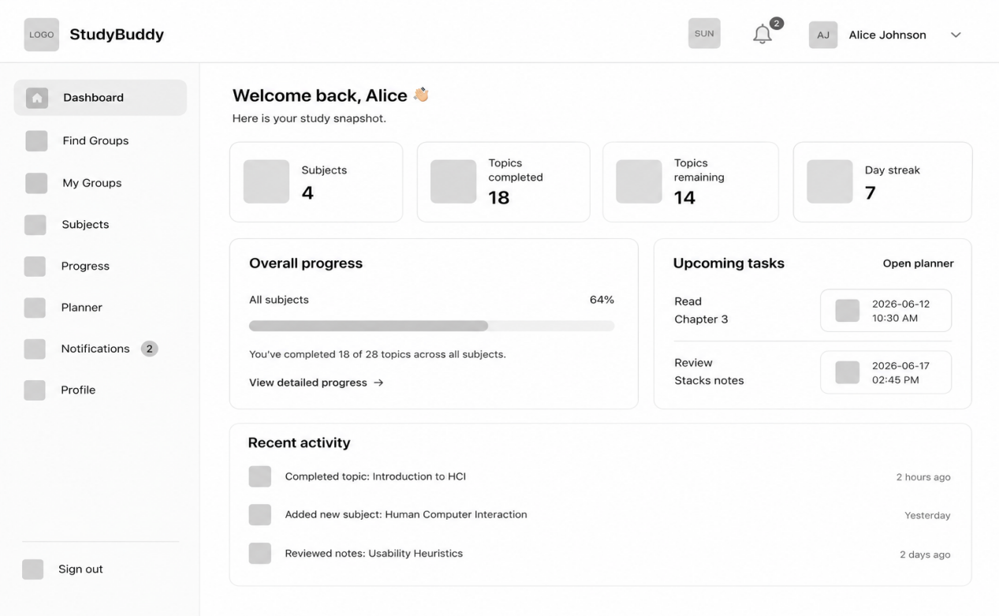 LOGO
StudyBuddy
SUN
2
AJ
Alice Johnson
Dashboard
Find Groups
My Groups
Subjects
Progress
Planner
Notifications 2
Profile
Sign out
Welcome back, Alice 👋
Here is your study snapshot.
Subjects
4
Topics
completed
18
Topics
remaining
14
Day streak
7
Overall progress
All subjects 64%
You've completed 18 of 28 topics across all subjects.
View detailed progress →
Upcoming tasks Open planner
Read
Chapter 3
2026-06-12
10:30 AM
Review
Stacks notes
2026-06-17
02:45 PM
Recent activity
Completed topic: Introduction to HCI 2 hours ago
Added new subject: Human Computer Interaction Yesterday
Reviewed notes: Usability Heuristics 2 days ago